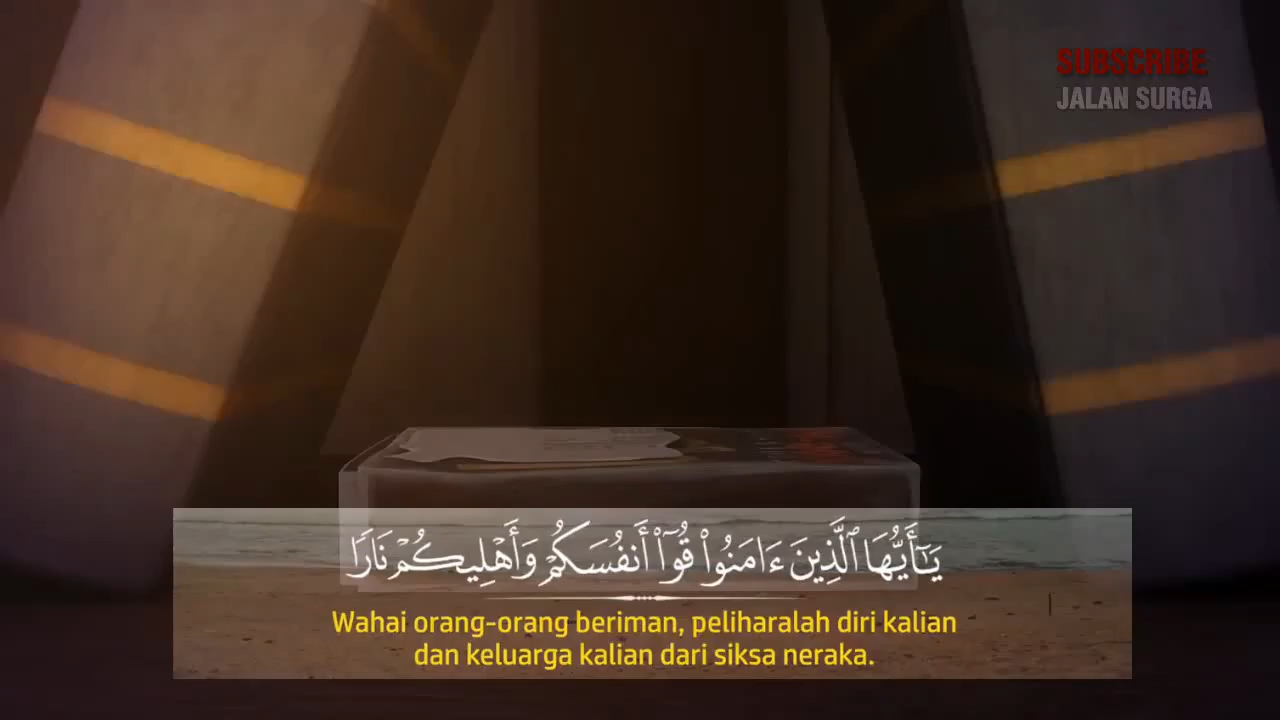 SUBSCRIBE
JALAN SURGA
يَـٰٓأَيُّهَا ٱلَّذِينَ ءَامَنُوا۟ قُوٓا۟ أَنفُسَكُمْ وَأَهْلِيكُمْ نَارًا
Wahai orang-orang beriman, peliharalah diri kalian
dan keluarga kalian dari siksa neraka.